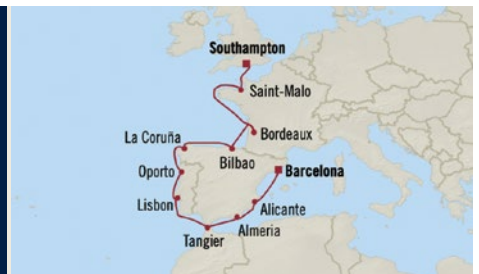 Southampton
Saint-Malo
Bordeaux
La Coruña
Bilbao
Oporto
Barcelona
Lisbon
Alicante
Almeria
Tangier